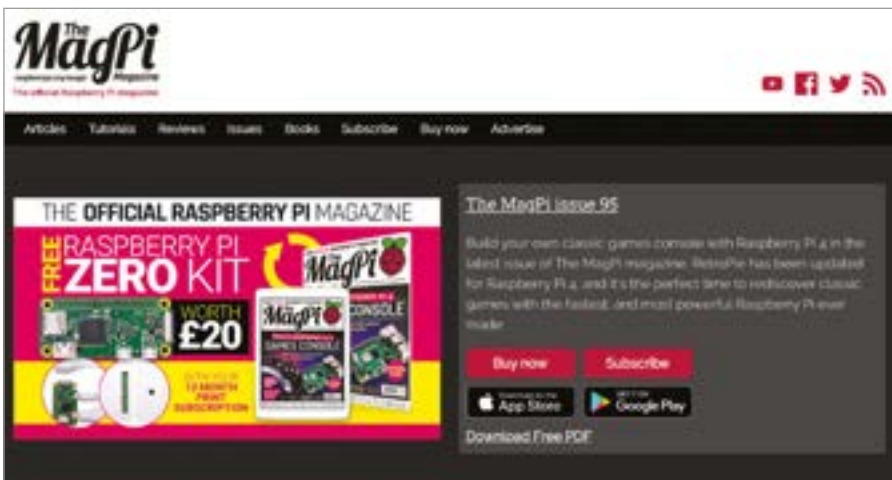 The
MagPi
Magazine
The official Raspberry Pi magazine
Articles Tutorials Reviews Issues Books Subscribe Buy now Advertise
THE OFFICIAL RASPBERRY PI MAGAZINE
FREE
RASPBERRY PI
ZERO KIT
WORTH
£20
12 MONTH
PRINT
SUBSCRIPTION
MagPi
CONSOLE
MagPi
GAMES CONSOLE
The MagPi issue 95
Build your own classic games console with Raspberry Pi 4 in the
latest issue of The MagPi magazine. RetroPie has been updated
for Raspberry Pi 4, and it's the perfect time to rediscover classic
games with the fastest, and most powerful Raspberry Pi ever
made.
Buy now Subscribe
App Store
Google Play
Download Free PDF